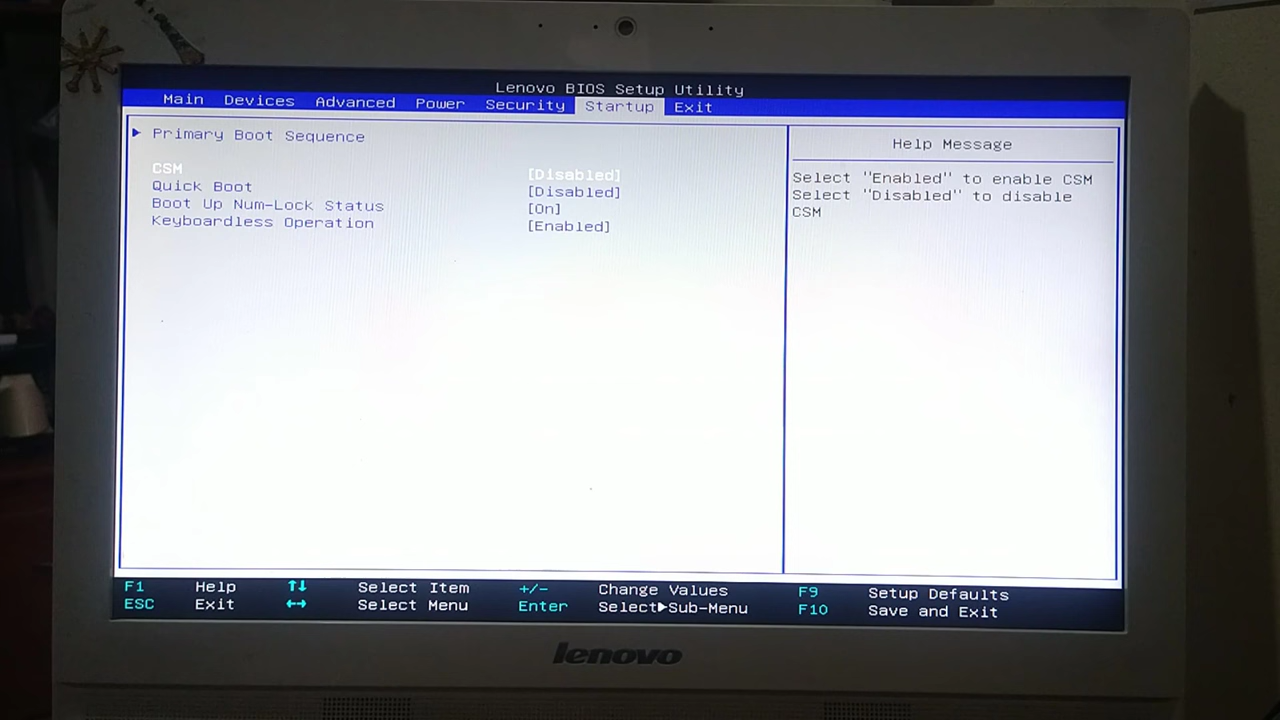 Lenovo BIOS Setup Utility
Main Devices Advanced Power Security Startup Exit
▶ Primary Boot Sequence
CSM [Disabled]
Quick Boot [Disabled]
Boot Up Num-Lock Status [On]
Keyboardless Operation [Enabled]
Help Message
Select "Enabled" to enable CSM
Select "Disabled" to disable
CSM
F1 Help ↑↓ Select Item +/- Change Values F9 Setup Defaults
ESC Exit ←→ Select Menu Enter Select▶Sub-Menu F10 Save and Exit
lenovo